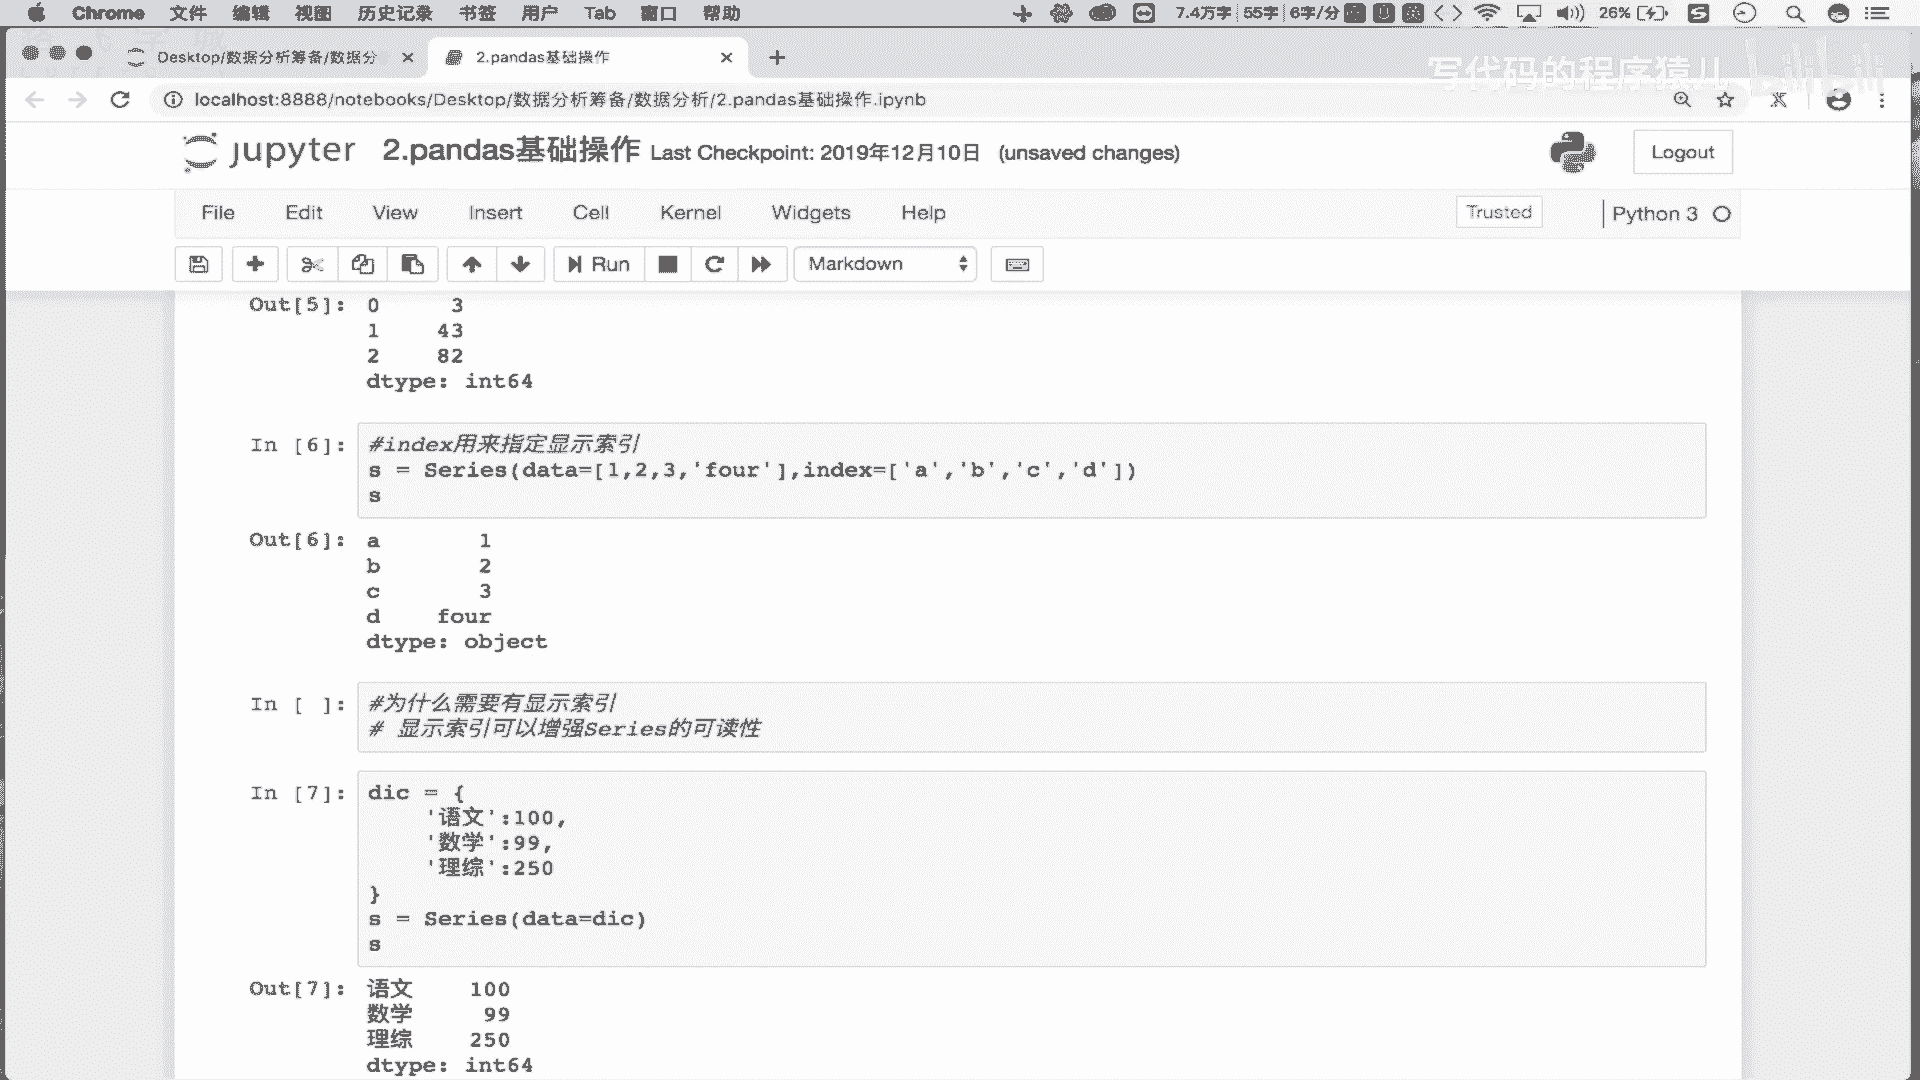 Chrome 文件 编辑 视图 历史记录 书签 用户 Tab 窗口 帮助 7.4万字 55字 6字/分 26%
Desktop/数据分析筹备/数据分 2.pandas基础操作
写代码的程序猿儿 bilibili
localhost:8888/notebooks/Desktop/数据分析筹备/数据分析/2.pandas基础操作.ipynb
jupyter 2.pandas基础操作 Last Checkpoint: 2019年12月10日 (unsaved changes) Logout
File Edit View Insert Cell Kernel Widgets Help Trusted Python 3
Run Markdown
Out[5]: 0 3
1 43
2 82
dtype: int64
In [6]: #index用来指定显示索引
s = Series(data=[1,2,3,'four'],index=['a','b','c','d'])
s
Out[6]: a 1
b 2
c 3
d four
dtype: object
In [ ]: #为什么需要有显示索引
# 显示索引可以增强Series的可读性
In [7]: dic = {
'语文':100,
'数学':99,
'理综':250
}
s = Series(data=dic)
s
Out[7]: 语文 100
数学 99
理综 250
dtype: int64